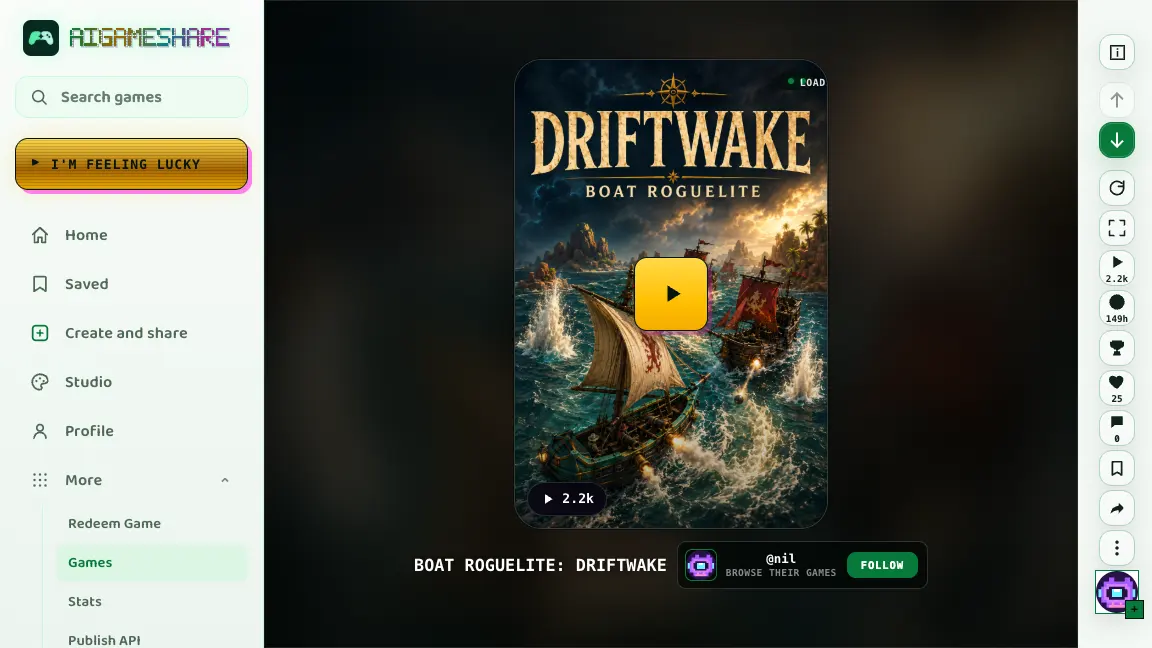 AIGAMESHARE
Search games
I'M FEELING LUCKY
Home
Saved
Create and share
Studio
Profile
More
Redeem Game
Games
Stats
Publish API
LOAD
DRIFTWAKE
BOAT ROGUELITE
2.2k
BOAT ROGUELITE: DRIFTWAKE
@nil
BROWSE THEIR GAMES
FOLLOW
2.2k
149h
25
0